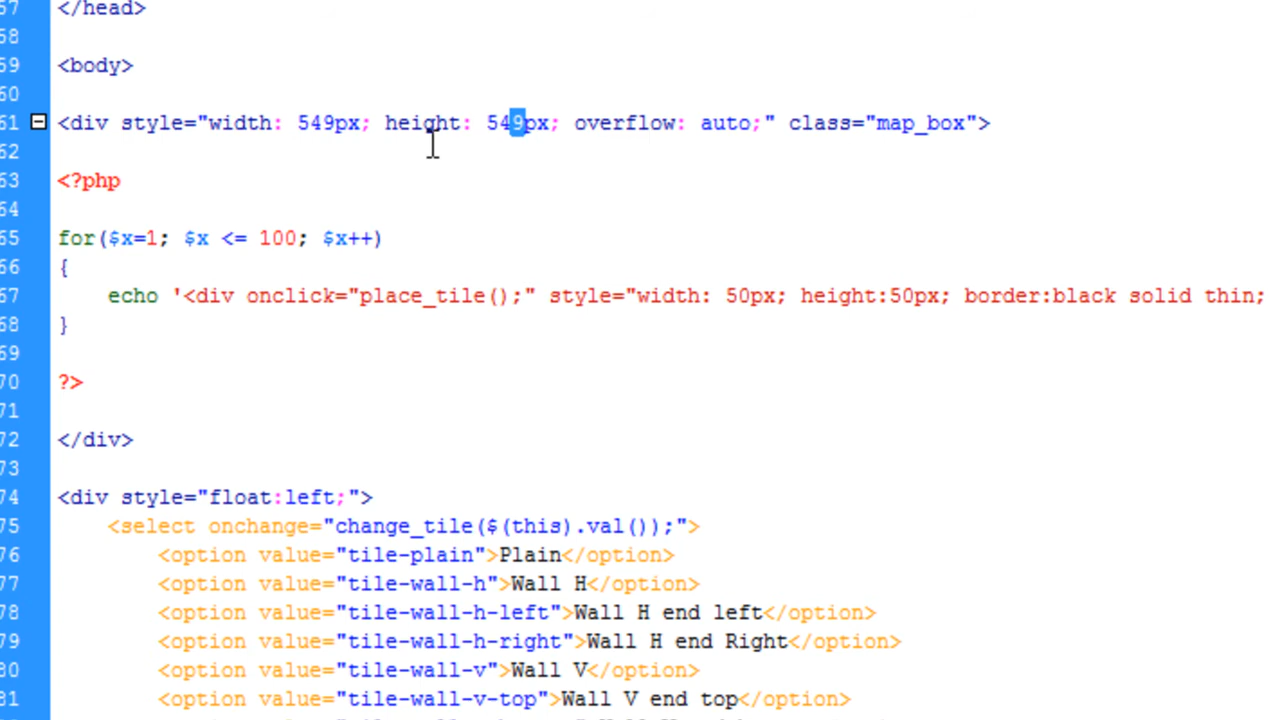 57 </head>
58
59 <body>
60
61 <div style="width: 549px; height: 549px; overflow: auto;" class="map_box">
62
63 <?php
64
65 for($x=1; $x <= 100; $x++)
66 {
67 echo '<div onclick="place_tile();" style="width: 50px; height:50px; border:black solid thin;
68 }
69
70 ?>
71
72 </div>
73
74 <div style="float:left;">
75 <select onchange="change_tile($(this).val());">
76 <option value="tile-plain">Plain</option>
77 <option value="tile-wall-h">Wall H</option>
78 <option value="tile-wall-h-left">Wall H end left</option>
79 <option value="tile-wall-h-right">Wall H end Right</option>
80 <option value="tile-wall-v">Wall V</option>
81 <option value="tile-wall-v-top">Wall V end top</option>